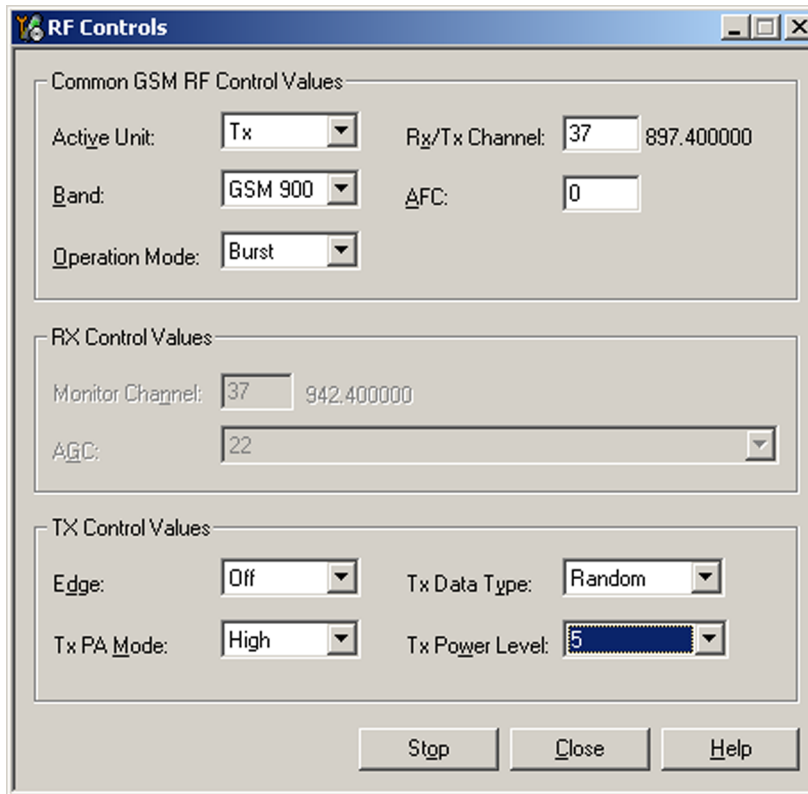 RF Controls
Common GSM RF Control Values
Active Unit: Tx Rx/Tx Channel: 37 897.400000
Band: GSM 900 AFC: 0
Operation Mode: Burst
RX Control Values
Monitor Channel: 37 942.400000
AGC: 22
TX Control Values
Edge: Off Tx Data Type: Random
Tx PA Mode: High Tx Power Level: 5
Stop Close Help